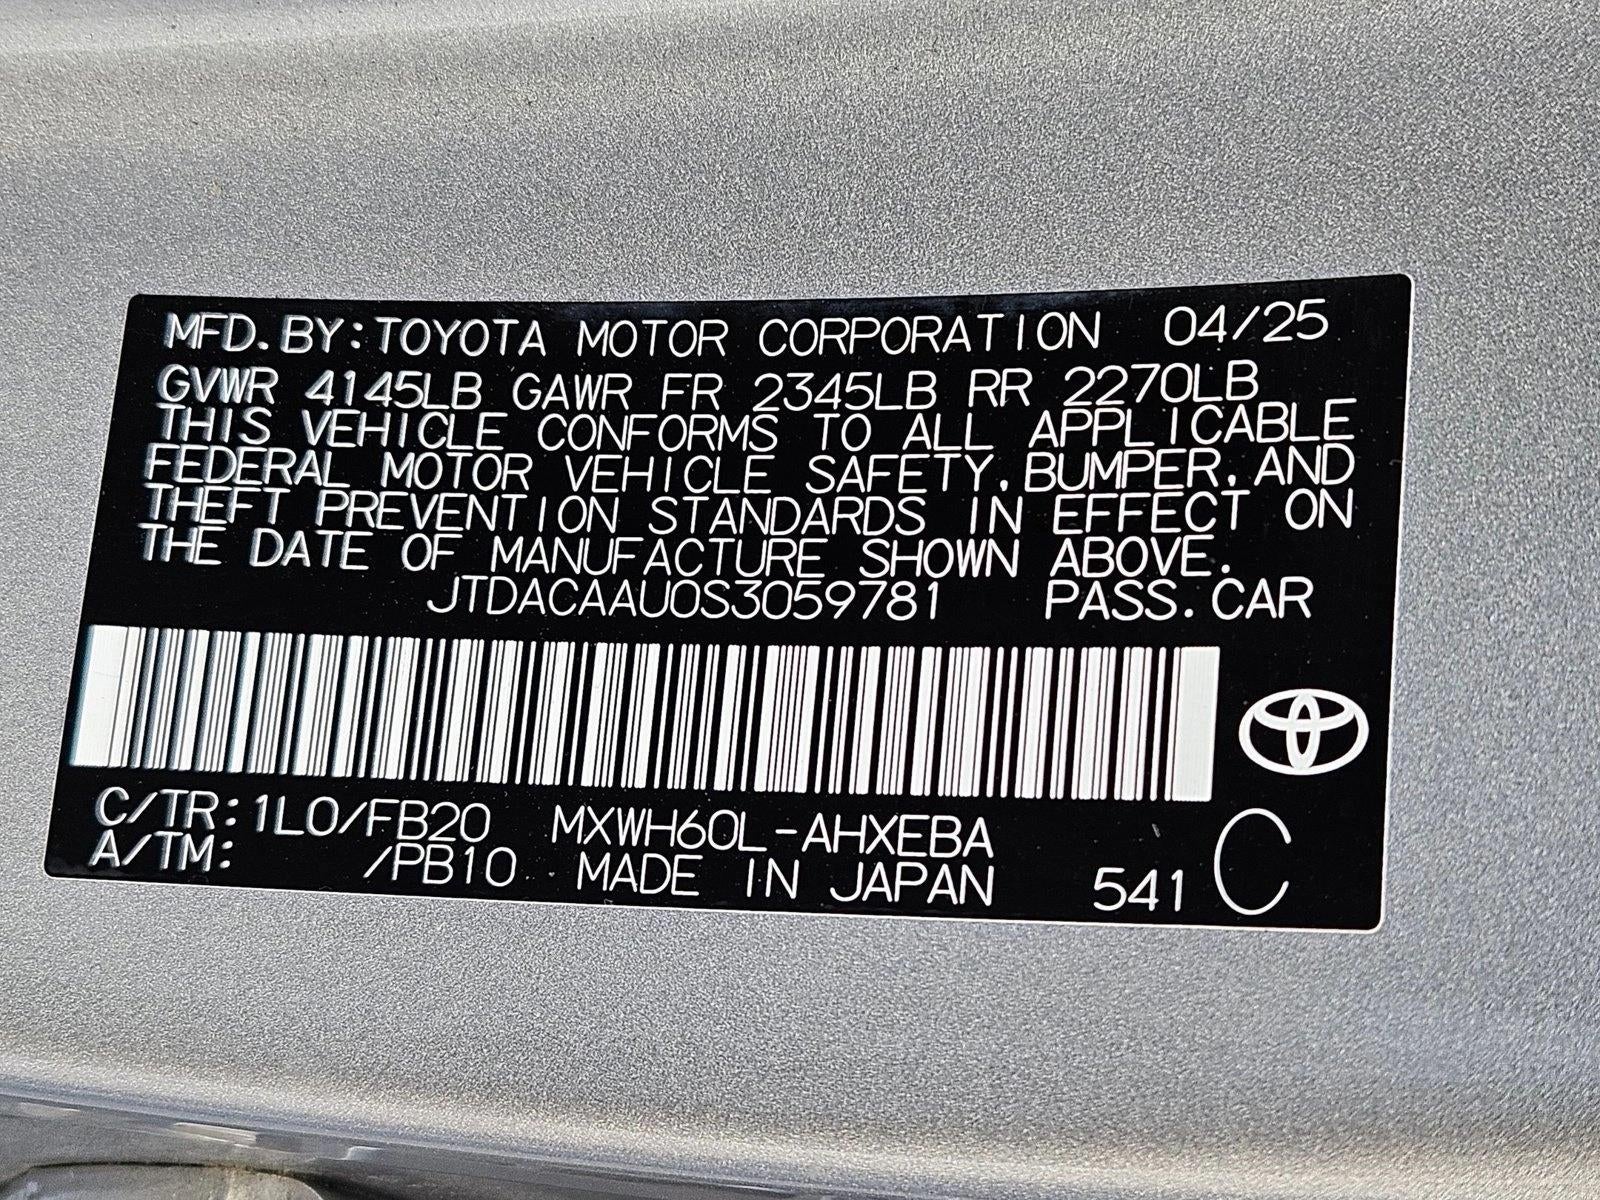 MFD. BY: TOYOTA MOTOR CORPORATION 04/25
GVWR 4145LB GAWR FR 2345LB RR 2270LB
THIS VEHICLE CONFORMS TO ALL APPLICABLE
FEDERAL MOTOR VEHICLE SAFETY, BUMPER, AND
THEFT PREVENTION STANDARDS IN EFFECT ON
THE DATE OF MANUFACTURE SHOWN ABOVE.
JTDACAAU0S3059781 PASS. CAR
C/TR: 1L0/FB20 MXWH60L-AHXEBA
A/TM: /PB10 MADE IN JAPAN 541 C